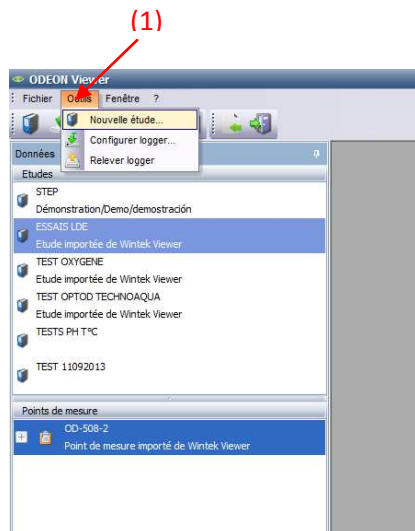 (1)
ODEON Viewer
Fichier Outils Fenêtre ?
Nouvelle étude...
Configurer logger...
Relever logger
Données
Etudes
STEP
Démonstration/Demo/demostración
ESSAIS LDE
Etude importée de Wintek Viewer
TEST OXYGENE
Etude importée de Wintek Viewer
TEST OPTOD TECHNOAQUA
Etude importée de Wintek Viewer
TESTS PH T°C
TEST 11092013
Points de mesure
OD-508-2
Point de mesure importé de Wintek Viewer